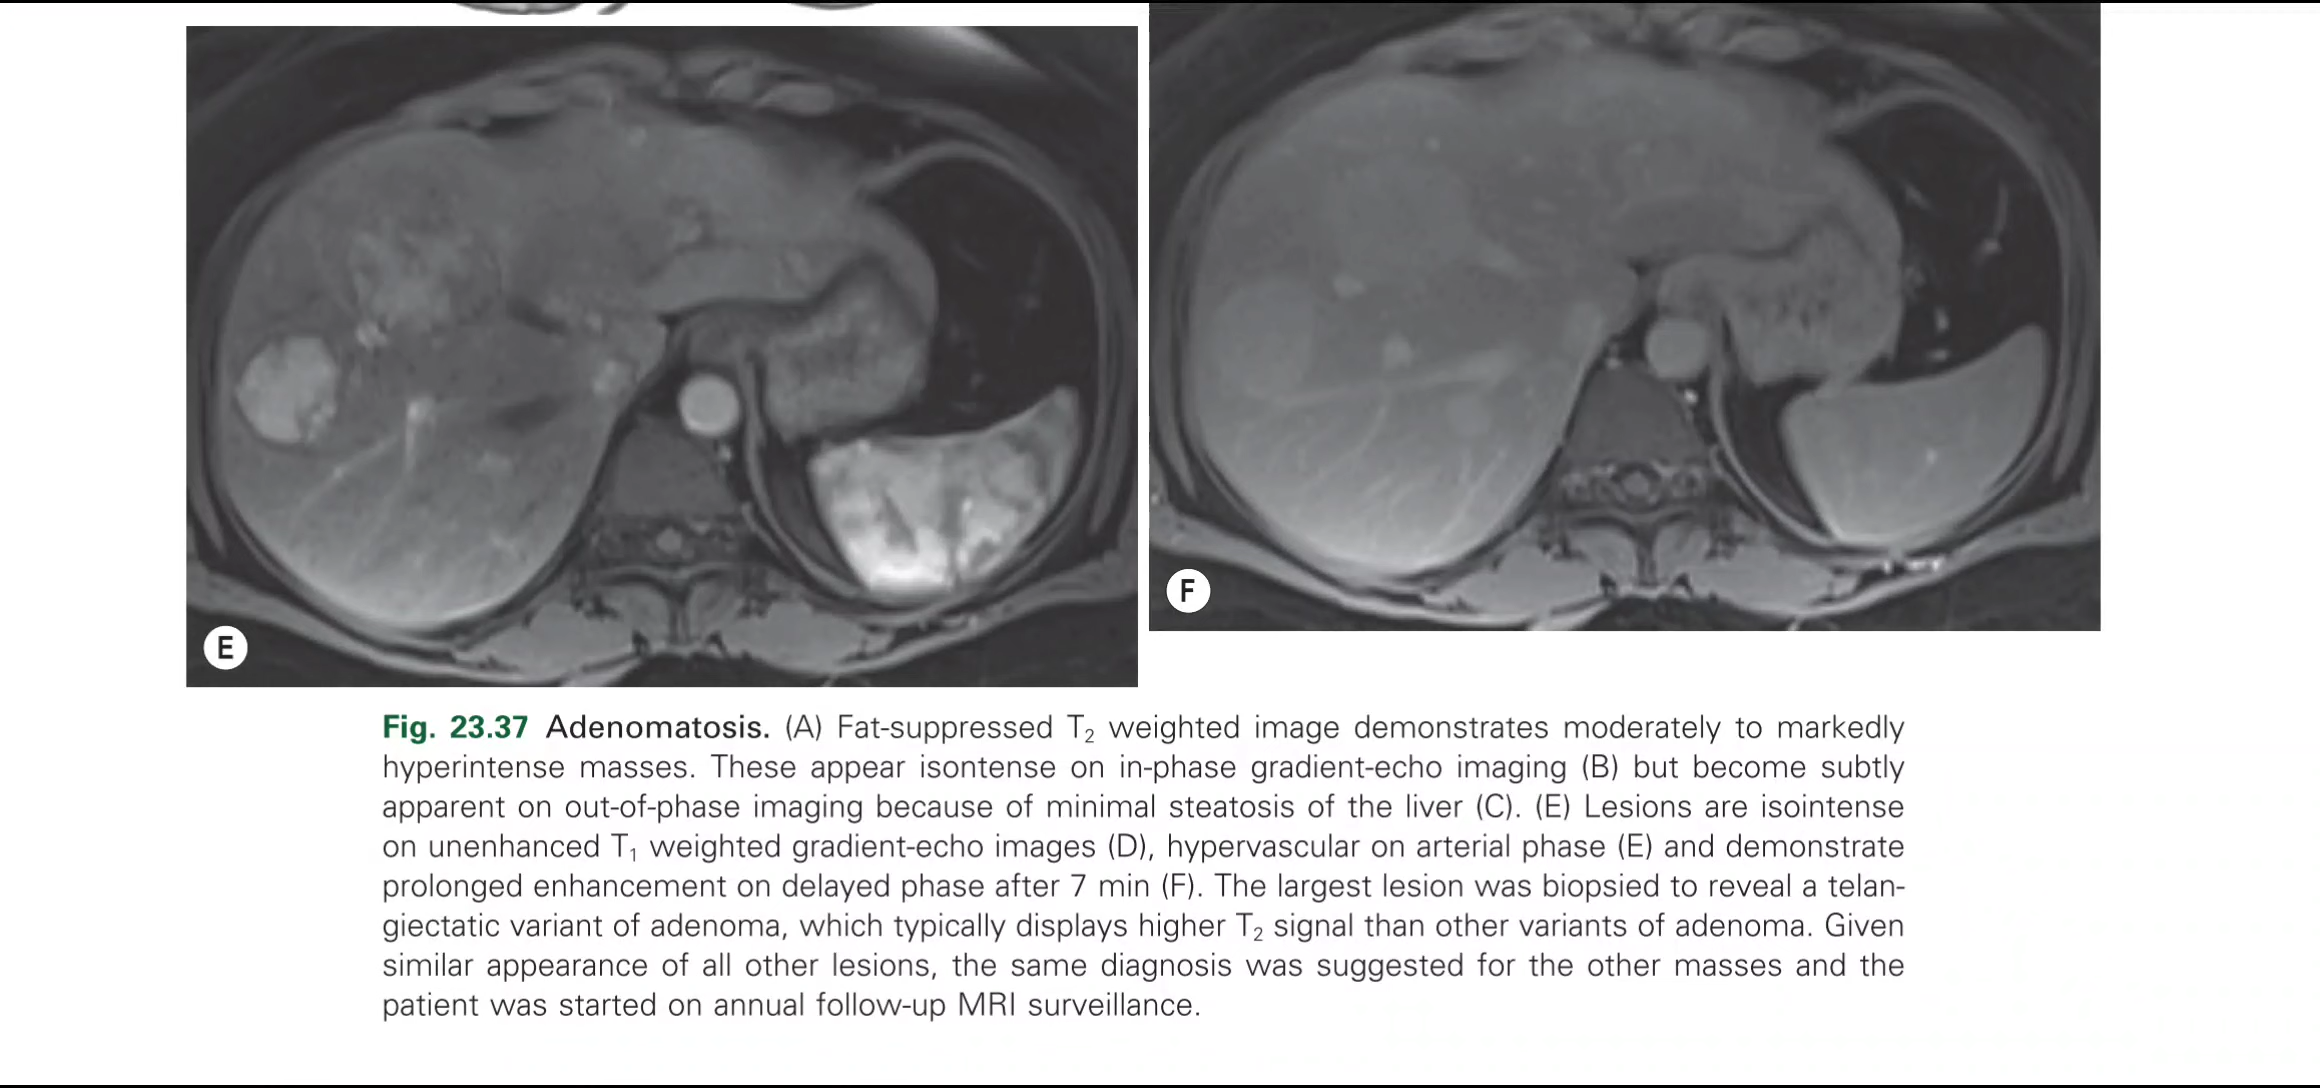 E
F
Fig. 23.37 Adenomatosis. (A) Fat-suppressed T₂ weighted image demonstrates moderately to markedly
hyperintense masses. These appear isontense on in-phase gradient-echo imaging (B) but become subtly
apparent on out-of-phase imaging because of minimal steatosis of the liver (C). (E) Lesions are isointense
on unenhanced T₁ weighted gradient-echo images (D), hypervascular on arterial phase (E) and demonstrate
prolonged enhancement on delayed phase after 7 min (F). The largest lesion was biopsied to reveal a telan-
giectatic variant of adenoma, which typically displays higher T₂ signal than other variants of adenoma. Given
similar appearance of all other lesions, the same diagnosis was suggested for the other masses and the
patient was started on annual follow-up MRI surveillance.